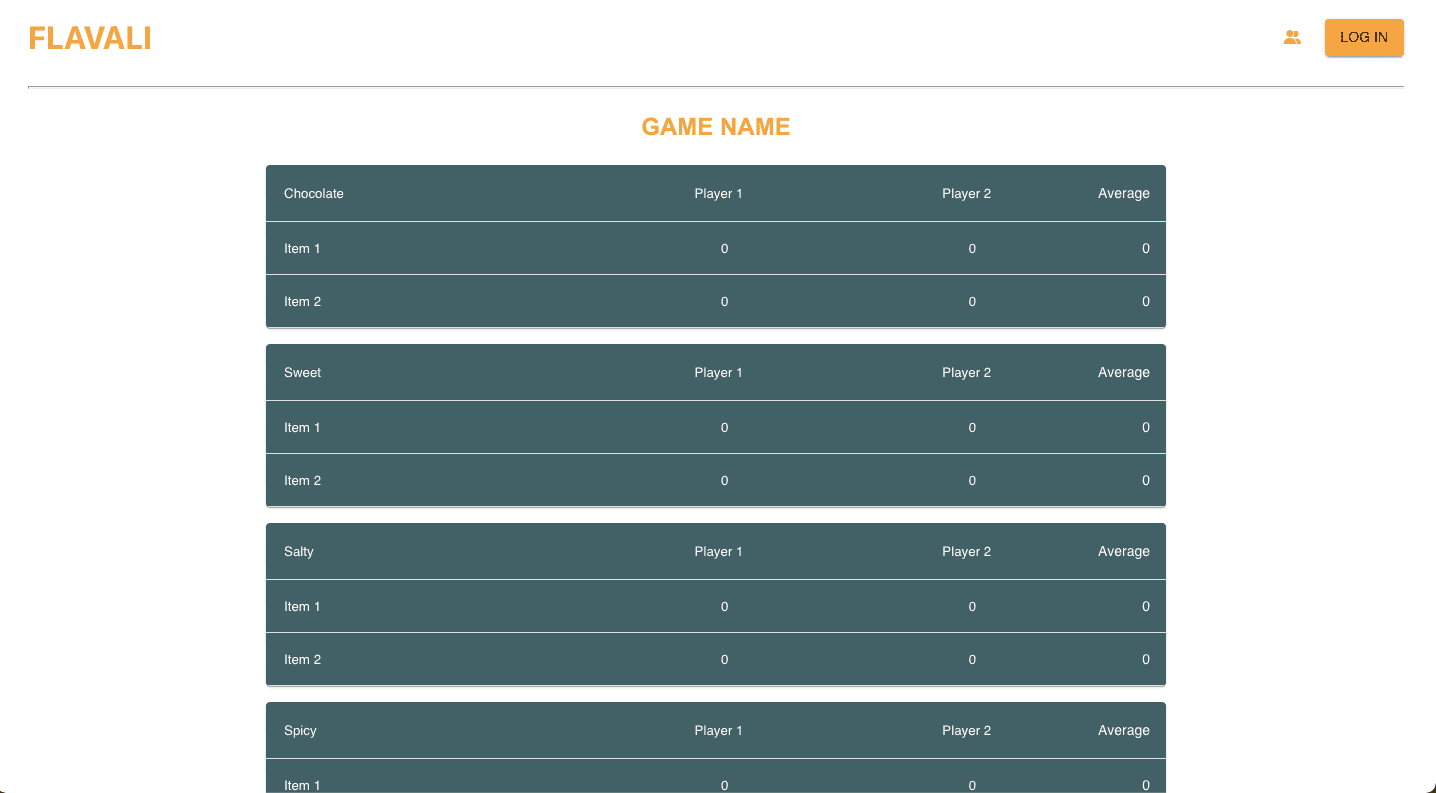 FLAVALI LOG IN
GAME NAME
Chocolate Player 1 Player 2 Average
Item 1 0 0 0
Item 2 0 0 0
Sweet Player 1 Player 2 Average
Item 1 0 0 0
Item 2 0 0 0
Salty Player 1 Player 2 Average
Item 1 0 0 0
Item 2 0 0 0
Spicy Player 1 Player 2 Average
Item 1 0 0 0